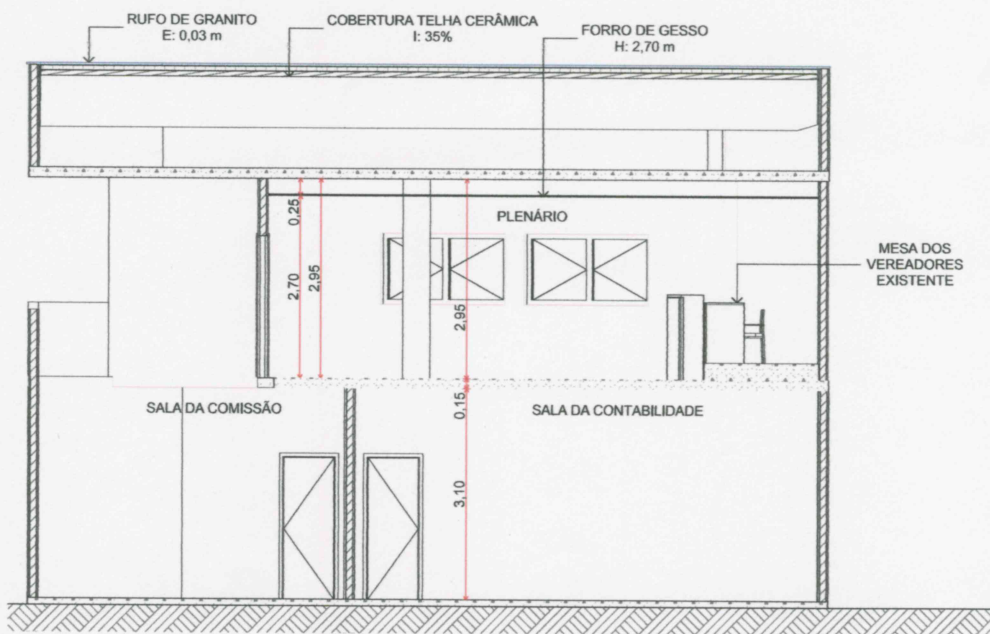 RUFO DE GRANITO
E: 0,03 m
COBERTURA TELHA CERÂMICA
I: 35%
FORRO DE GESSO
H: 2,70 m
PLENÁRIO
0,25
2,70
2,95
2,95
MESA DOS
VEREADORES
EXISTENTE
SALA DA COMISSÃO
0,15
SALA DA CONTABILIDADE
3,10